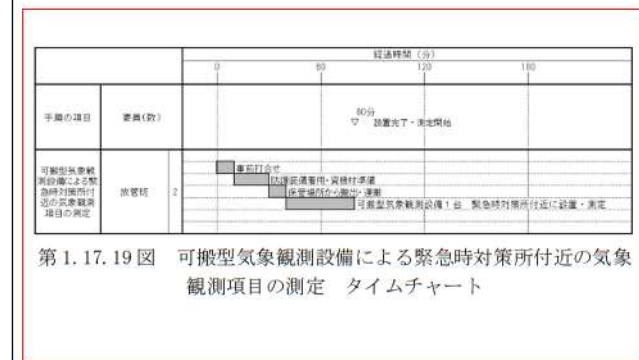 経過時間（分）
0 60 120 180
手順の項目 要員(数)
80分
▽ 設置完了・測定開始
可搬型気象観
測設備による緊
急時対策所付
近の気象観測
項目の測定
放管班 2
事前打合せ
防護装備着用・資機材準備
保管場所から搬出・運搬
可搬型気象観測設備1台 緊急時対策所付近に設置・測定
第1.17.19図 可搬型気象観測設備による緊急時対策所付近の気象
観測項目の測定 タイムチャート